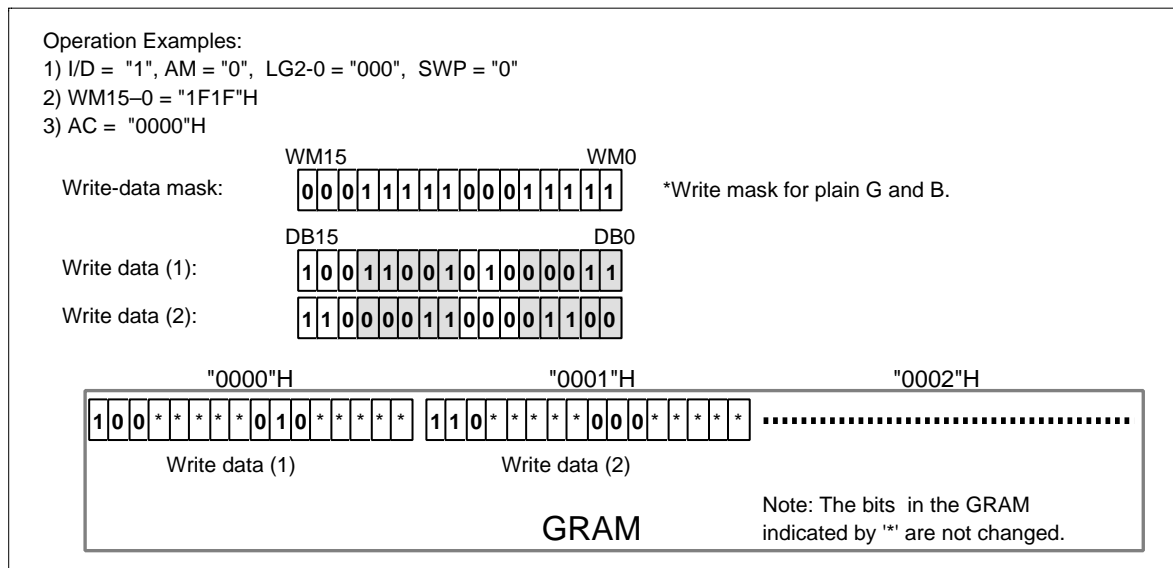 Operation Examples:
1) I/D = "1", AM = "0", LG2-0 = "000", SWP = "0"
2) WM15–0 = "1F1F"H
3) AC = "0000"H
WM15 WM0
Write-data mask: 0 0 0 1 1 1 1 1 0 0 0 1 1 1 1 1 *Write mask for plain G and B.
DB15 DB0
Write data (1): 1 0 0 1 1 0 0 1 0 1 0 0 0 0 1 1
Write data (2): 1 1 0 0 0 0 1 1 0 0 0 0 1 1 0 0
"0000"H "0001"H "0002"H
1 0 0 * * * * * 0 1 0 * * * * * 1 1 0 * * * * * 0 0 0 * * * * *
Write data (1) Write data (2)
Note: The bits in the GRAM
GRAM indicated by '*' are not changed.